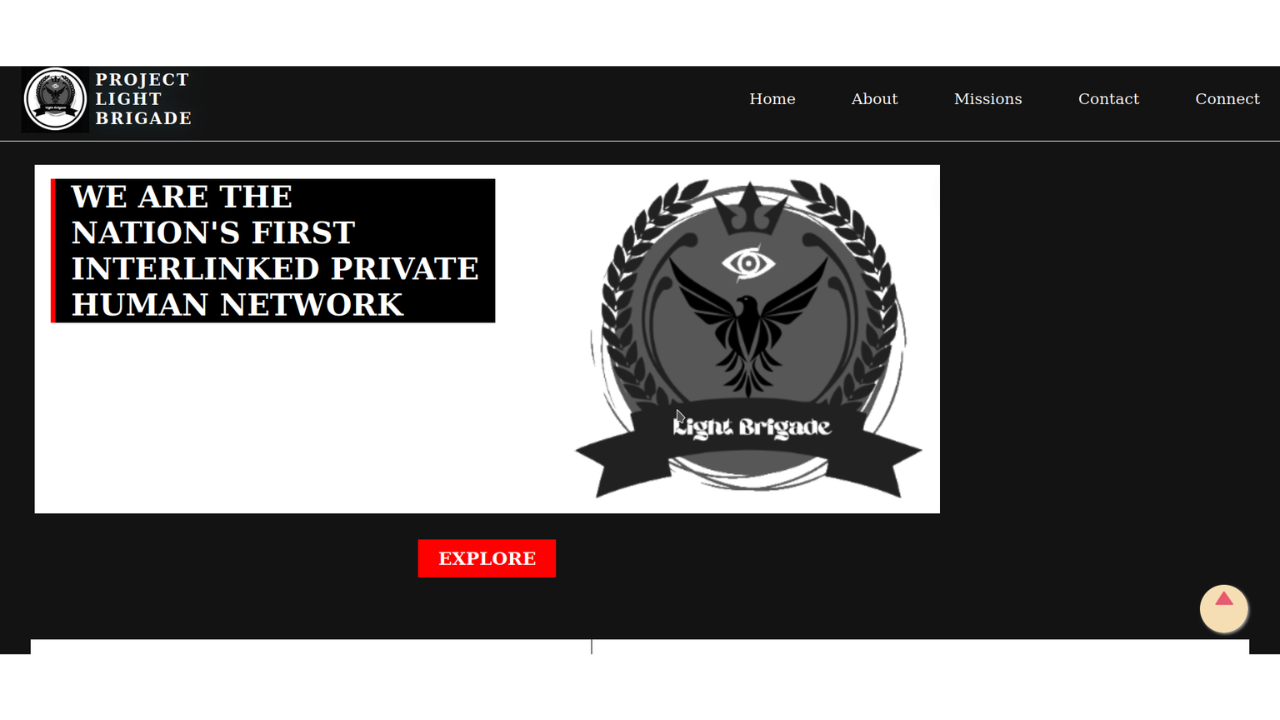 PROJECT
LIGHT
BRIGADE
Home
About
Missions
Contact
Connect
WE ARE THE
NATION'S FIRST
INTERLINKED PRIVATE
HUMAN NETWORK
Light Brigade
EXPLORE